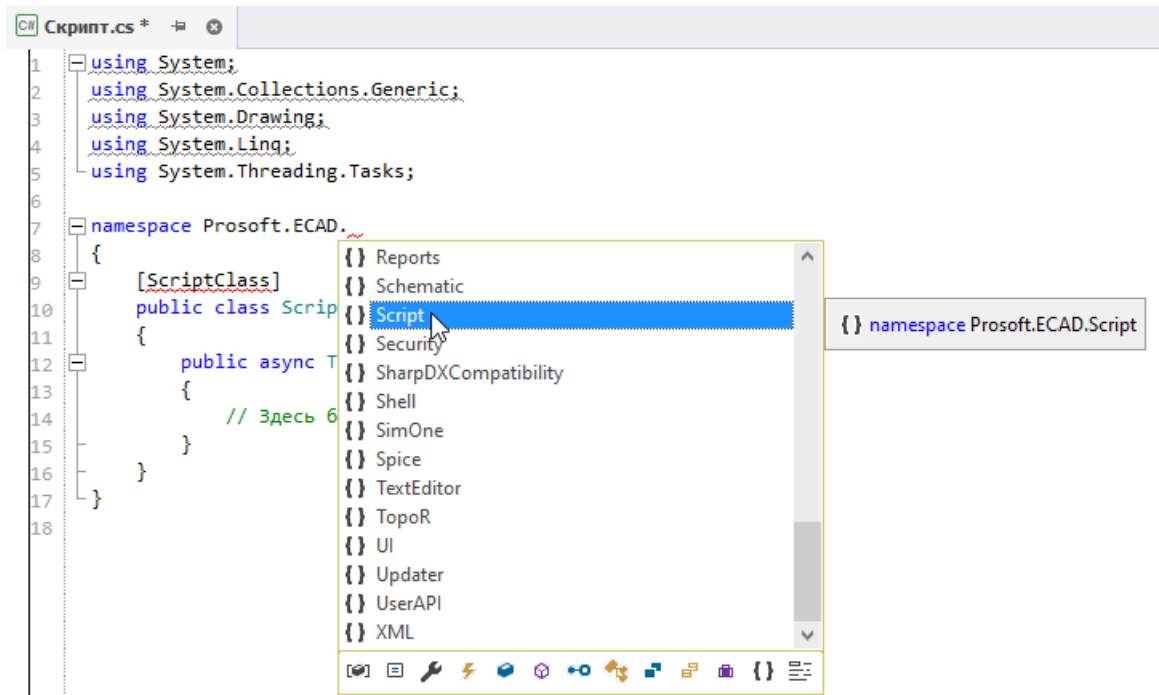 C# Скрипт.cs *
1 using System;
2 using System.Collections.Generic;
3 using System.Drawing;
4 using System.Linq;
5 using System.Threading.Tasks;
6
7 namespace Prosoft.ECAD.
8 {
9 [ScriptClass]
10 public class Scrip
11 {
12 public async T
13 {
14 // Здесь б
15 }
16 }
17 }
18
{ } Reports
{ } Schematic
{ } Script
{ } Security
{ } SharpDXCompatibility
{ } Shell
{ } SimOne
{ } Spice
{ } TextEditor
{ } TopoR
{ } UI
{ } Updater
{ } UserAPI
{ } XML
{ }
{ } namespace Prosoft.ECAD.Script